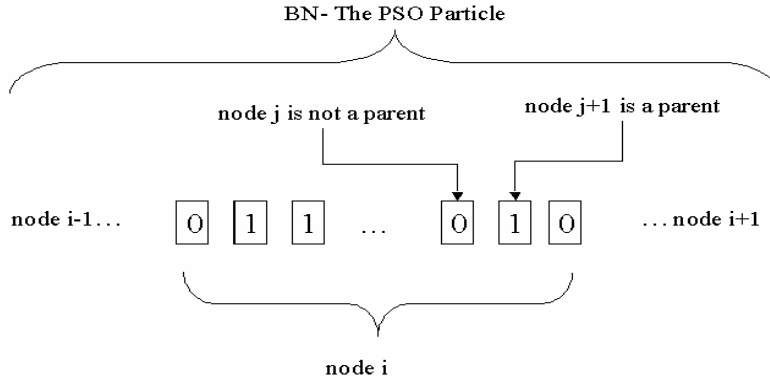 BN- The PSO Particle
node j is not a parent
node j+1 is a parent
node i-1... 0 1 1 ... 0 1 0 ...node i+1
node i